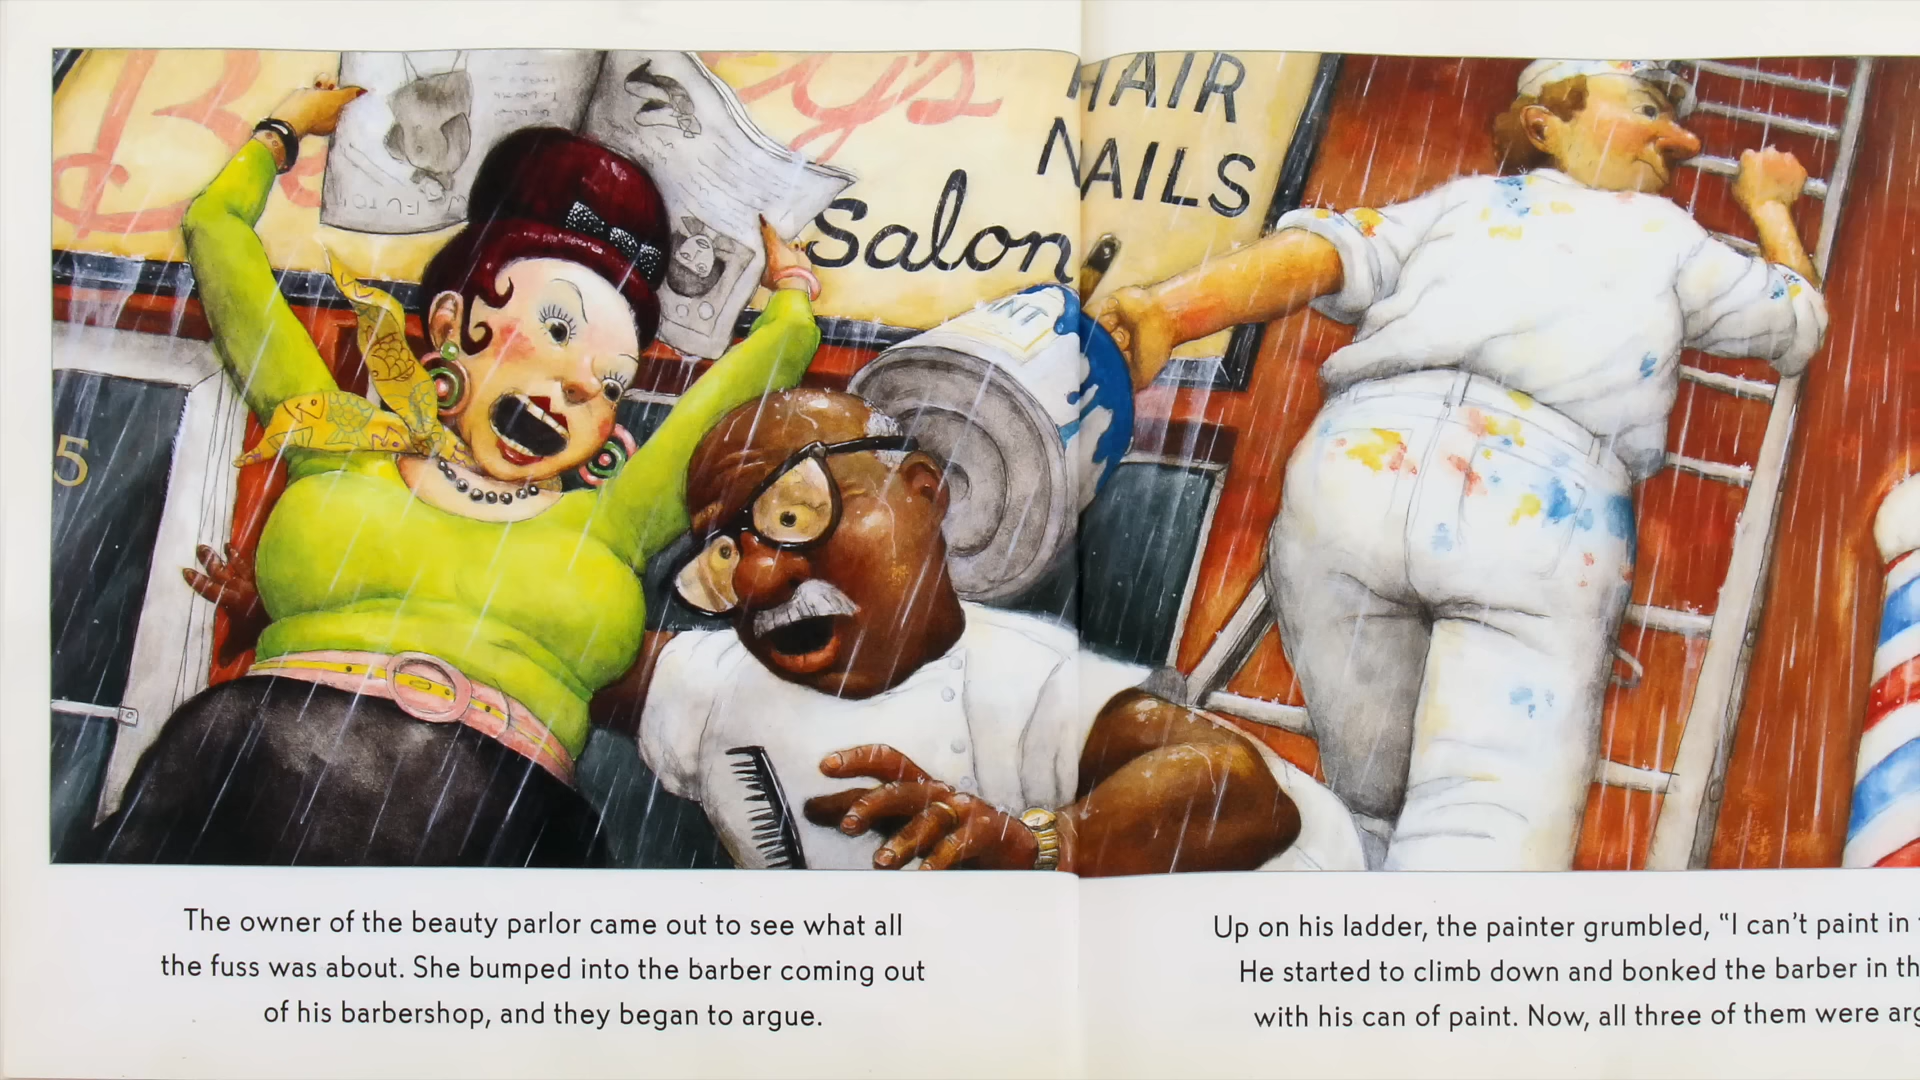 Salon
HAIR
NAILS
NT
5
The owner of the beauty parlor came out to see what all
the fuss was about. She bumped into the barber coming out
of his barbershop, and they began to argue.
Up on his ladder, the painter grumbled, “I can’t paint in
He started to climb down and bonked the barber in th
with his can of paint. Now, all three of them were arg